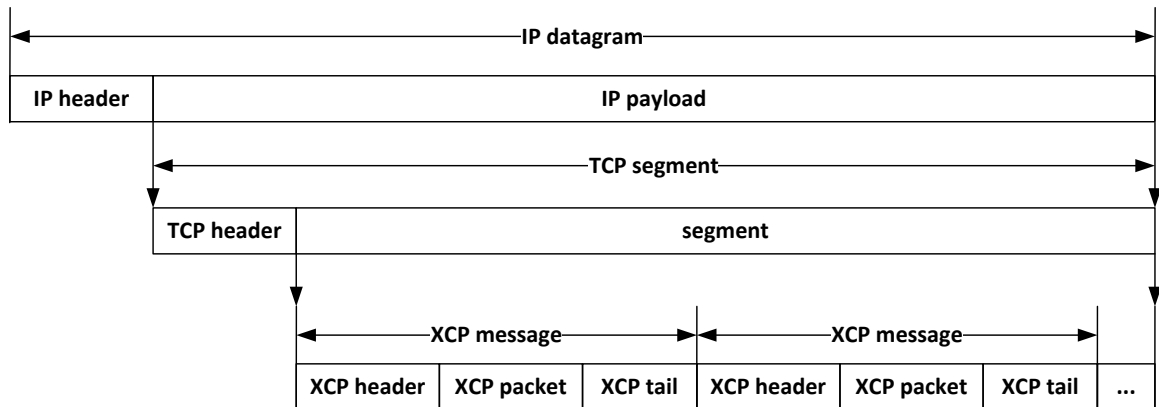 IP datagram
IP header IP payload
TCP segment
TCP header segment
XCP message XCP message
XCP header XCP packet XCP tail XCP header XCP packet XCP tail ...